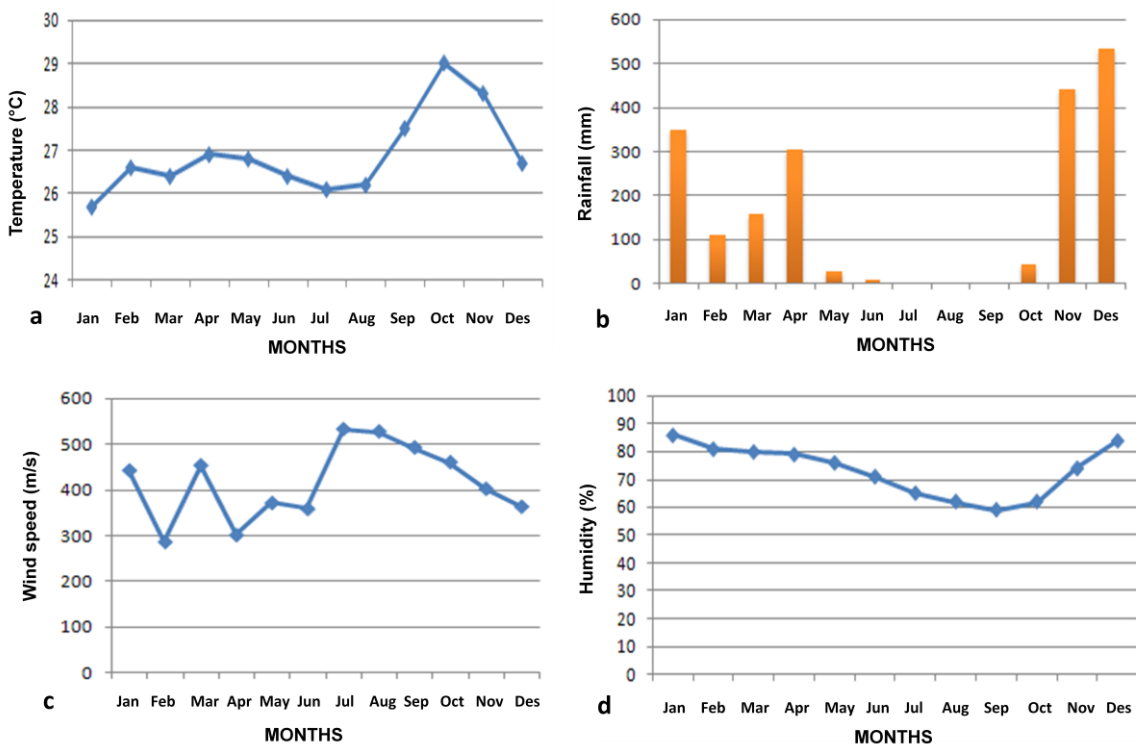 Temperature (°C)
30
29
28
27
26
25
24
a
Jan Feb Mar Apr May Jun Jul Aug Sep Oct Nov Des
MONTHS
Rainfall (mm)
600
500
400
300
200
100
0
b
Jan Feb Mar Apr May Jun Jul Aug Sep Oct Nov Des
MONTHS
Wind speed (m/s)
600
500
400
300
200
100
0
c
Jan Feb Mar Apr May Jun Jul Aug Sep Oct Nov Des
MONTHS
Humidity (%)
100
90
80
70
60
50
40
30
20
10
0
d
Jan Feb Mar Apr May Jun Jul Aug Sep Oct Nov Des
MONTHS